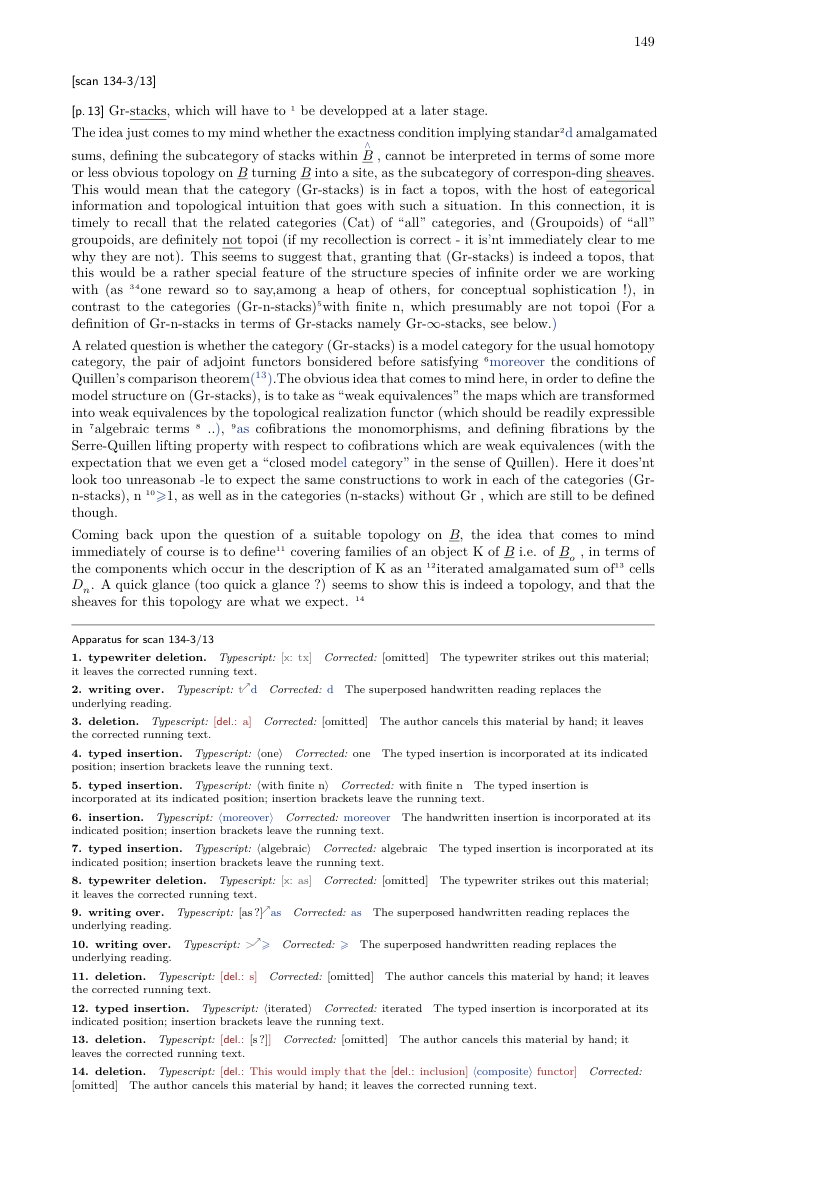 149
[scan 134-3/13]
[p. 13] Gr-stacks, which will have to ¹ be developped at a later stage.
The idea just comes to my mind whether the exactness condition implying standar²d amalgamated
sums, defining the subcategory of stacks within B̂ , cannot be interpreted in terms of some more
or less obvious topology on B turning B into a site, as the subcategory of correspon-ding sheaves.
This would mean that the category (Gr-stacks) is in fact a topos, with the host of eategorical
information and topological intuition that goes with such a situation. In this connection, it is
timely to recall that the related categories (Cat) of “all” categories, and (Groupoids) of “all”
groupoids, are definitely not topoi (if my recollection is correct - it is'nt immediately clear to me
why they are not). This seems to suggest that, granting that (Gr-stacks) is indeed a topos, that
this would be a rather special feature of the structure species of infinite order we are working
with (as ³⁴one reward so to say,among a heap of others, for conceptual sophistication !), in
contrast to the categories (Gr-n-stacks)⁵with finite n, which presumably are not topoi (For a
definition of Gr-n-stacks in terms of Gr-stacks namely Gr-∞-stacks, see below.)
A related question is whether the category (Gr-stacks) is a model category for the usual homotopy
category, the pair of adjoint functors bonsidered before satisfying ⁶moreover the conditions of
Quillen's comparison theorem(¹³).The obvious idea that comes to mind here, in order to define the
model structure on (Gr-stacks), is to take as “weak equivalences” the maps which are transformed
into weak equivalences by the topological realization functor (which should be readily expressible
in ⁷algebraic terms ⁸ ..), ⁹as cofibrations the monomorphisms, and defining fibrations by the
Serre-Quillen lifting property with respect to cofibrations which are weak equivalences (with the
expectation that we even get a “closed model category” in the sense of Quillen). Here it does'nt
look too unreasonab -le to expect the same constructions to work in each of the categories (Gr-
n-stacks), n ¹⁰⩾1, as well as in the categories (n-stacks) without Gr , which are still to be defined
though.
Coming back upon the question of a suitable topology on B, the idea that comes to mind
immediately of course is to define¹¹ covering families of an object K of B i.e. of Bₒ , in terms of
the components which occur in the description of K as an ¹²iterated amalgamated sum of¹³ cells
Dₙ. A quick glance (too quick a glance ?) seems to show this is indeed a topology, and that the
sheaves for this topology are what we expect. ¹⁴
Apparatus for scan 134-3/13
1. typewriter deletion. Typescript: [x: tx] Corrected: [omitted] The typewriter strikes out this material;
it leaves the corrected running text.
2. writing over. Typescript: t↗d Corrected: d The superposed handwritten reading replaces the
underlying reading.
3. deletion. Typescript: [del.: a] Corrected: [omitted] The author cancels this material by hand; it leaves
the corrected running text.
4. typed insertion. Typescript: ⟨one⟩ Corrected: one The typed insertion is incorporated at its indicated
position; insertion brackets leave the running text.
5. typed insertion. Typescript: ⟨with finite n⟩ Corrected: with finite n The typed insertion is
incorporated at its indicated position; insertion brackets leave the running text.
6. insertion. Typescript: ⟨moreover⟩ Corrected: moreover The handwritten insertion is incorporated at its
indicated position; insertion brackets leave the running text.
7. typed insertion. Typescript: ⟨algebraic⟩ Corrected: algebraic The typed insertion is incorporated at its
indicated position; insertion brackets leave the running text.
8. typewriter deletion. Typescript: [x: as] Corrected: [omitted] The typewriter strikes out this material;
it leaves the corrected running text.
9. writing over. Typescript: [as ?]↗as Corrected: as The superposed handwritten reading replaces the
underlying reading.
10. writing over. Typescript: >↗⩾ Corrected: ⩾ The superposed handwritten reading replaces the
underlying reading.
11. deletion. Typescript: [del.: s] Corrected: [omitted] The author cancels this material by hand; it leaves
the corrected running text.
12. typed insertion. Typescript: ⟨iterated⟩ Corrected: iterated The typed insertion is incorporated at its
indicated position; insertion brackets leave the running text.
13. deletion. Typescript: [del.: [s ?]] Corrected: [omitted] The author cancels this material by hand; it
leaves the corrected running text.
14. deletion. Typescript: [del.: This would imply that the [del.: inclusion] ⟨composite⟩ functor] Corrected:
[omitted] The author cancels this material by hand; it leaves the corrected running text.